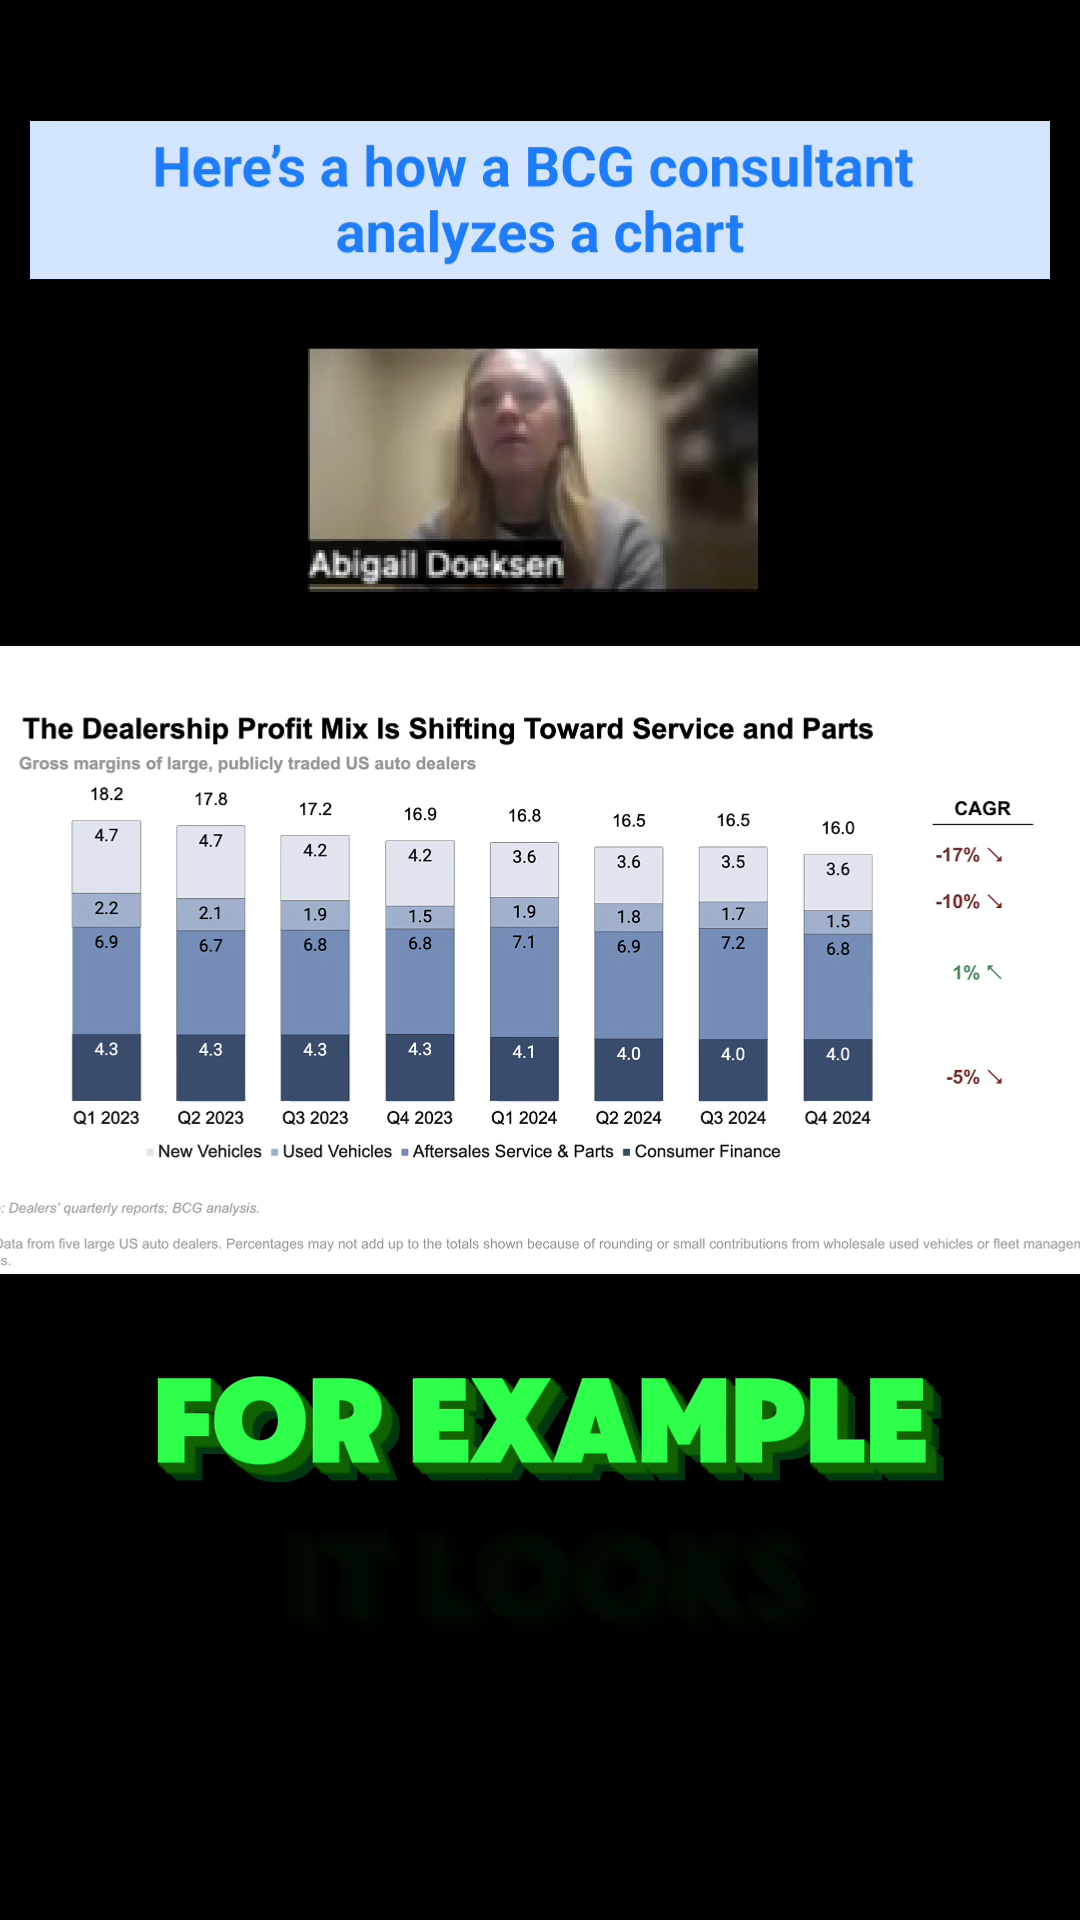 Here’s a how a BCG consultant
analyzes a chart
Abigail Doeksen
The Dealership Profit Mix Is Shifting Toward Service and Parts
Gross margins of large, publicly traded US auto dealers
18.2 17.8 17.2 16.9 16.8 16.5 16.5 16.0
CAGR
4.7 4.7 4.2 4.2 3.6 3.6 3.5 3.6 -17% ↘
2.2 2.1 1.9 1.5 1.9 1.8 1.7 1.5 -10% ↘
6.9 6.7 6.8 6.8 7.1 6.9 7.2 6.8 1% ↖
4.3 4.3 4.3 4.3 4.1 4.0 4.0 4.0 -5% ↘
Q1 2023 Q2 2023 Q3 2023 Q4 2023 Q1 2024 Q2 2024 Q3 2024 Q4 2024
New Vehicles Used Vehicles Aftersales Service & Parts Consumer Finance
: Dealers’ quarterly reports; BCG analysis.
Data from five large US auto dealers. Percentages may not add up to the totals shown because of rounding or small contributions from wholesale used vehicles or fleet
s.
FOR EXAMPLE
IT LOOKS